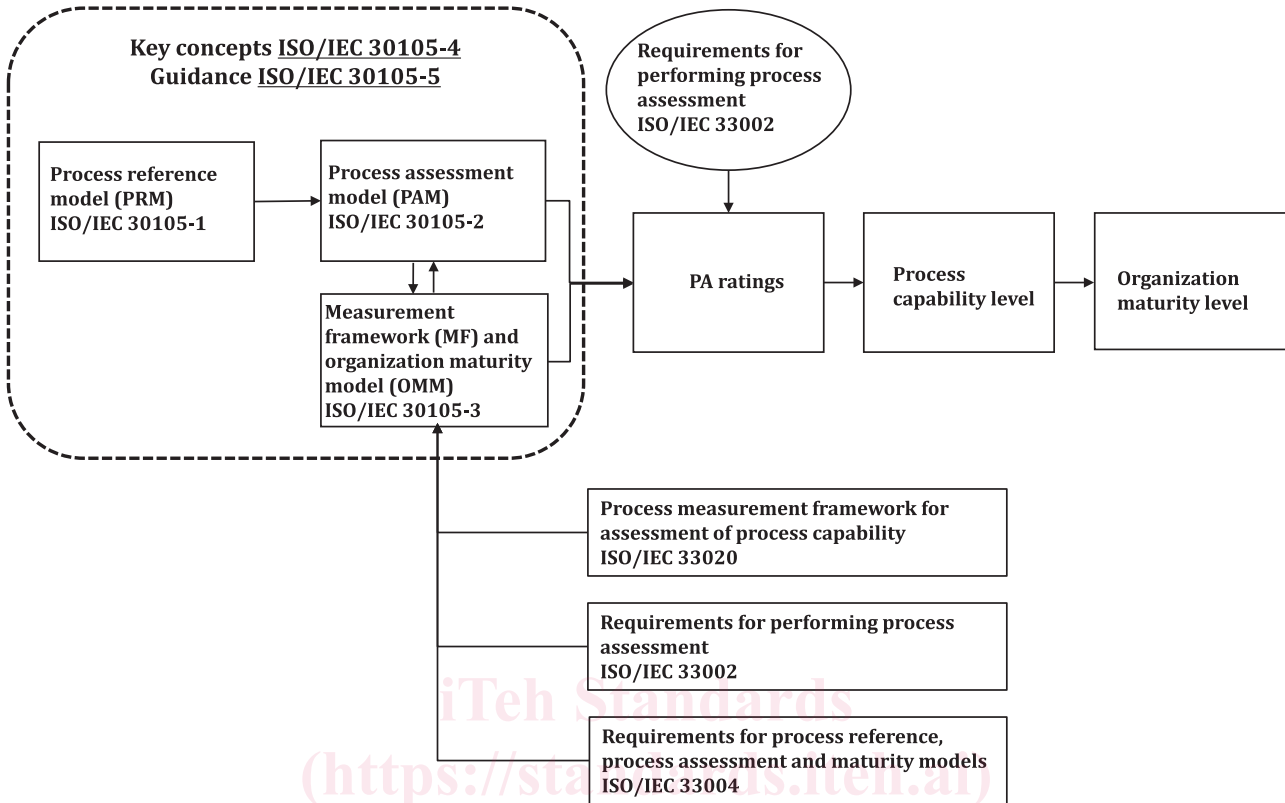 Key concepts ISO/IEC 30105-4
Guidance ISO/IEC 30105-5
Requirements for
performing process
assessment
ISO/IEC 33002
Process reference
model (PRM)
ISO/IEC 30105-1
Process assessment
model (PAM)
ISO/IEC 30105-2
Measurement
framework (MF) and
organization maturity
model (OMM)
ISO/IEC 30105-3
PA ratings
Process
capability level
Organization
maturity level
Process measurement framework for
assessment of process capability
ISO/IEC 33020
Requirements for performing process
assessment
ISO/IEC 33002
iTeh Standards
Requirements for process reference,
process assessment and maturity models
ISO/IEC 33004
(https://standards.iteh.ai)